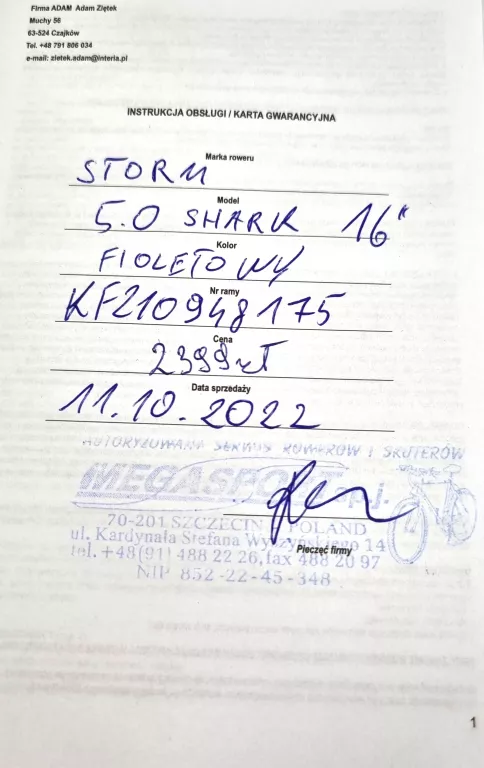 Firma ADAM Adam Ziętek
Muchy 56
63-524 Czajków
Tel. +48 791 806 034
e-mail: zietek.adam@interia.pl
INSTRUKCJA OBSŁUGI / KARTA GWARANCYJNA
Marka roweru
STORM
Model
5.0 SHARK 16"
Kolor
FIOLETOWY
Nr ramy
KF210948175
Cena
2399 zł
Data sprzedaży
11.10.2022
AUTORYZOWANY SERWIS ROWERÓW I SKUTERÓW
MEGASPORT sp.j.
70-201 SZCZECIN POLAND
ul. Kardynała Stefana Wyszyńskiego 14
tel. +48(91) 488 22 26, fax 488 20 97
Pieczęć firmy
NIP 852-22-45-348
1